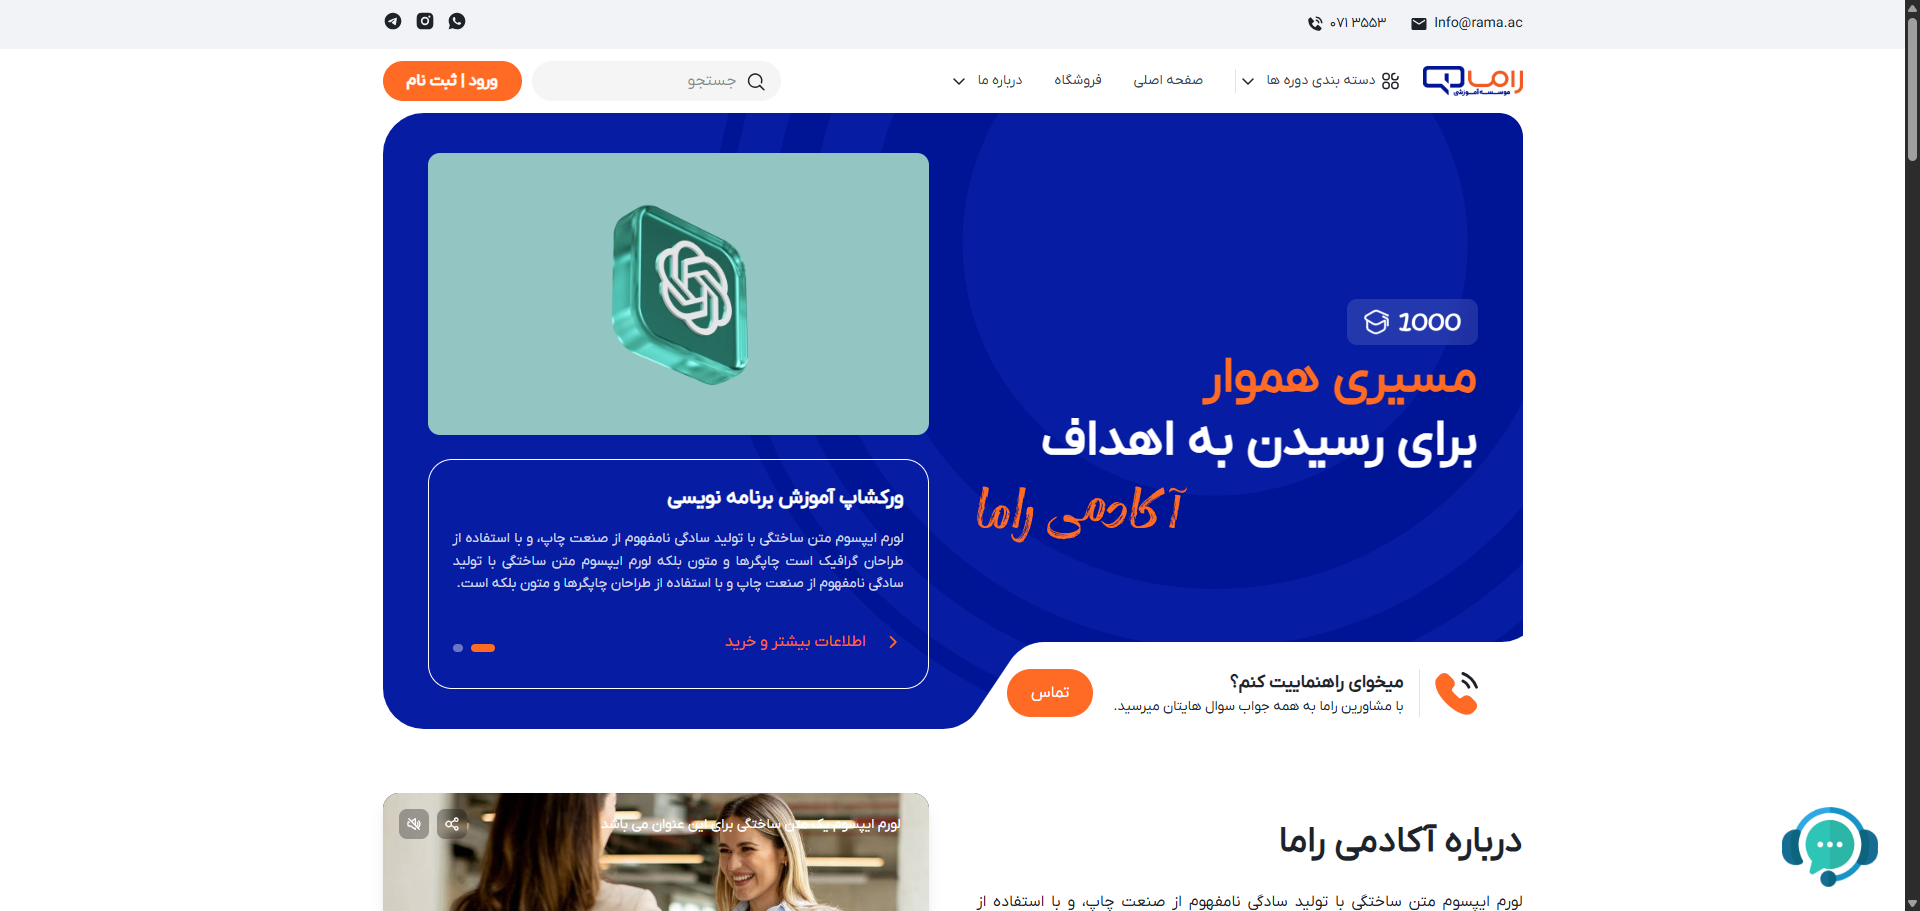 Info@rama.ac
۰۷۱ ۳۵۵۳
راما
موسسه آموزشی
دسته بندی دوره ها
صفحه اصلی
فروشگاه
درباره ما
جستجو
ورود | ثبت نام
1000
مسیری هموار
برای رسیدن به اهداف
آکادمی راما
ورکشاپ آموزش برنامه نویسی
لورم ایپسوم متن ساختگی با تولید سادگی نامفهوم از صنعت چاپ، و با استفاده از
طراحان گرافیک است چاپگرها و متون بلکه لورم ایپسوم متن ساختگی با تولید
سادگی نامفهوم از صنعت چاپ و با استفاده از طراحان چاپگرها و متون بلکه است.
اطلاعات بیشتر و خرید
میخوای راهنماییت کنم؟
با مشاورین راما به همه جواب سوال هایتان میرسید.
تماس
درباره آکادمی راما
لورم ایپسوم متن ساختگی با تولید سادگی نامفهوم از صنعت چاپ، و با استفاده از
لورم ایپسوم یک متن ساختگی برای این عنوان می باشد